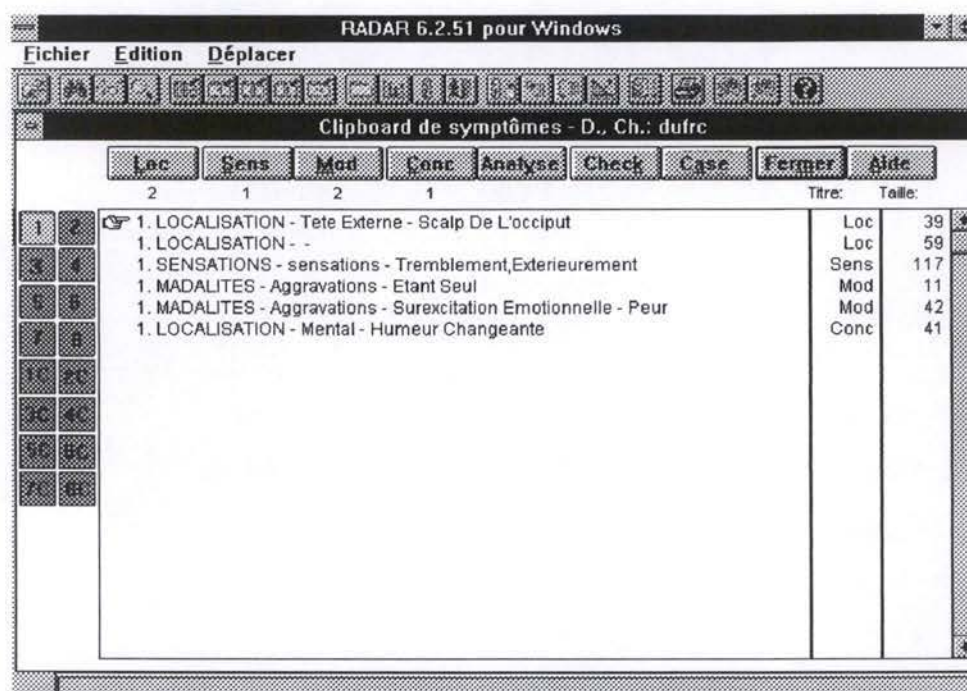 RADAR 6.2.51 pour Windows
Fichier Edition Déplacer
Clipboard de symptômes - D., Ch.: dufrc
Loc Sens Mod Conc Analyse Check Case Fermer Aide
2 1 2 1 Titre: Taille:
1 2 1. LOCALISATION - Tete Externe - Scalp De L'occiput Loc 39
1. LOCALISATION - - Loc 59
3 4 1. SENSATIONS - sensations - Tremblement,Exterieurement Sens 117
1. MADALITES - Aggravations - Etant Seul Mod 11
5 6 1. MADALITES - Aggravations - Surexcitation Emotionnelle - Peur Mod 42
7 8 1. LOCALISATION - Mental - Humeur Changeante Conc 41
1C 2C
3C 4C
5C 6C
7C